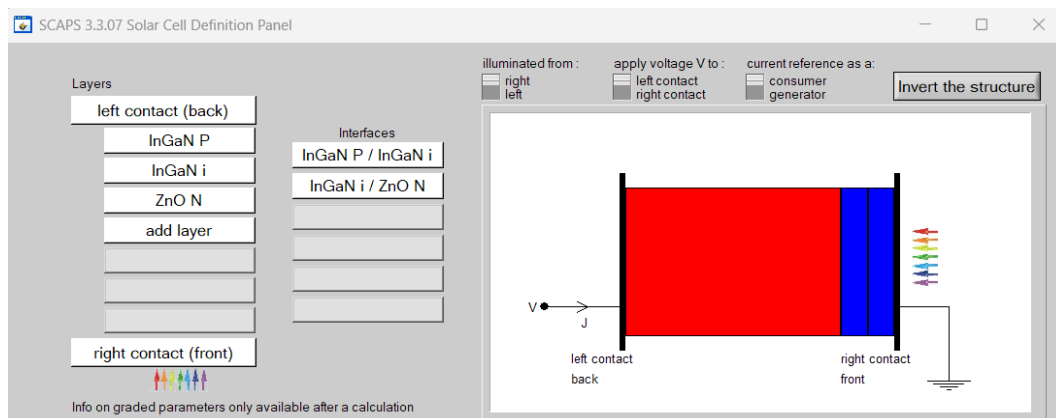 SCAPS 3.3.07 Solar Cell Definition Panel
illuminated from :
right
left
apply voltage V to :
left contact
right contact
current reference as a:
consumer
generator
Invert the structure
Layers
left contact (back)
InGaN P
InGaN i
ZnO N
add layer
right contact (front)
Interfaces
InGaN P / InGaN i
InGaN i / ZnO N
V
J
left contact
back
right contact
front
Info on graded parameters only available after a calculation